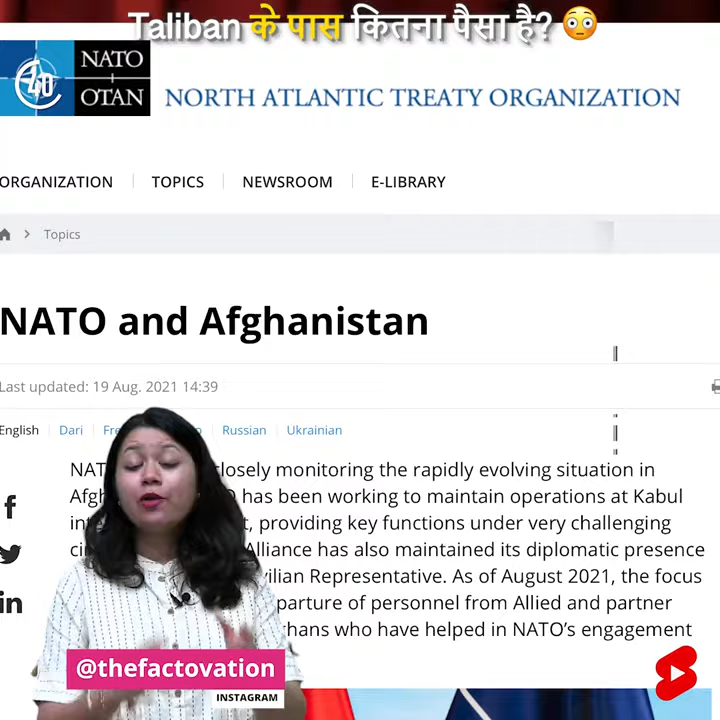 Taliban के पास कितना पैसा है? 😳
NATO
OTAN
NORTH ATLANTIC TREATY ORGANIZATION
ORGANIZATION TOPICS NEWSROOM E-LIBRARY
Topics
NATO and Afghanistan
Last updated: 19 Aug. 2021 14:39
English Dari Russian Ukrainian
closely monitoring the rapidly evolving situation in
has been working to maintain operations at Kabul
providing key functions under very challenging
Alliance has also maintained its diplomatic presence
Representative. As of August 2021, the focus
of personnel from Allied and partner
who have helped in NATO's engagement
@thefactovation
INSTAGRAM